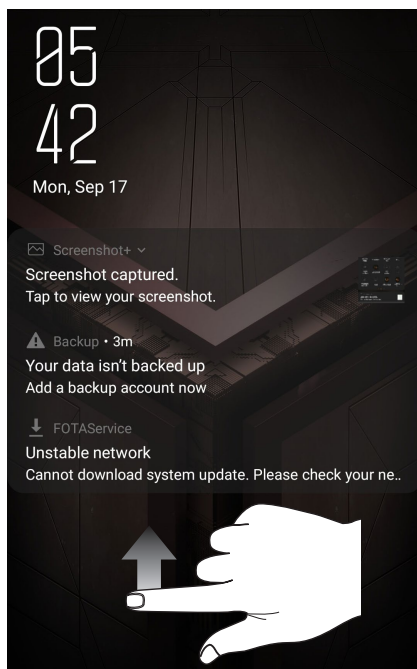 05
42
Mon, Sep 17
Screenshot+
Screenshot captured.
Tap to view your screenshot.
Backup • 3m
Your data isn't backed up
Add a backup account now
FOTAService
Unstable network
Cannot download system update. Please check your ne..